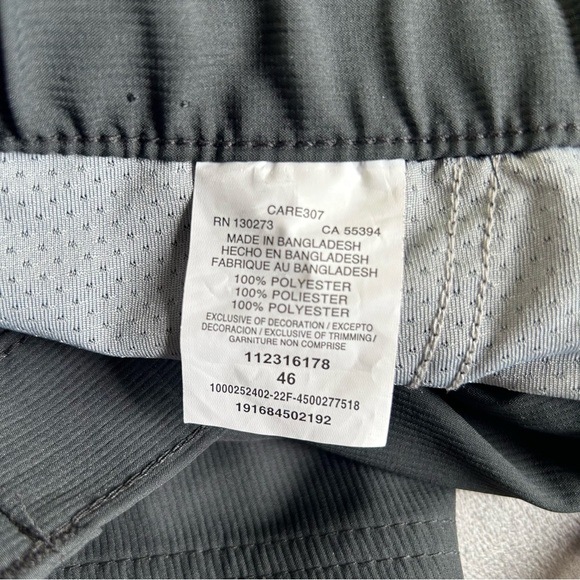 CARE307
RN 130273 CA 55394
MADE IN BANGLADESH
HECHO EN BANGLADESH
FABRIQUE AU BANGLADESH
100% POLYESTER
100% POLIESTER
100% POLYESTER
EXCLUSIVE OF DECORATION / EXCEPTO
DECORACION / EXCLUSIVE OF TRIMMING /
GARNITURE NON COMPRISE
112316178
46
1000252402-22F-4500277518
191684502192